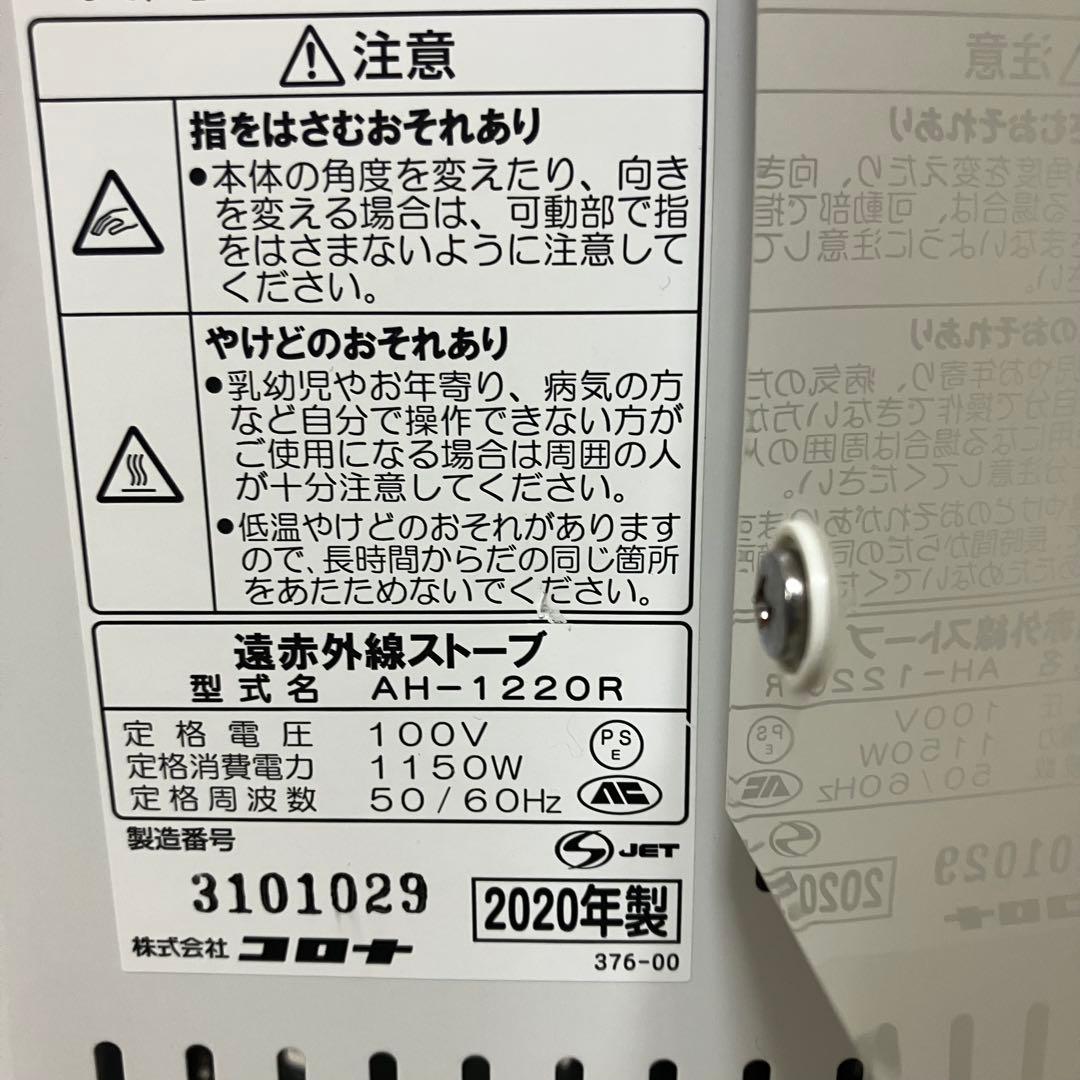 注意
指をはさむおそれあり
●本体の角度を変えたり、向き
を変える場合は、可動部で指
をはさまないように注意して
ください。
やけどのおそれあり
●乳幼児やお年寄り、病気の方
など自分で操作できない方が
ご使用になる場合は周囲の人
が十分注意してください。
●低温やけどのおそれがあります
ので、長時間からだの同じ箇所
をあたためないでください。
遠赤外線ストーブ
型式名 AH-1220R
定格電圧 100V
定格消費電力 1150W
定格周波数 50/60Hz
PS
E
製造番号
JET
3101029
2020年製
株式会社 コロナ
376-00